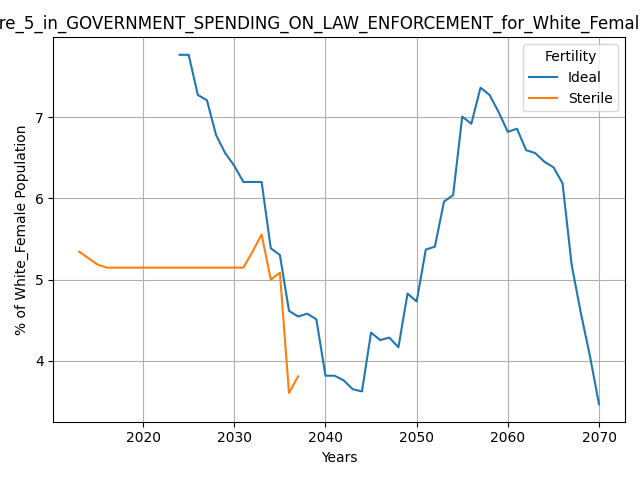 re_5_in_GOVERNMENT_SPENDING_ON_LAW_ENFORCEMENT_for_White_Femal
Fertility
Ideal
Sterile
% of White_Female Population
7
6
5
4
2020 2030 2040 2050 2060 2070
Years